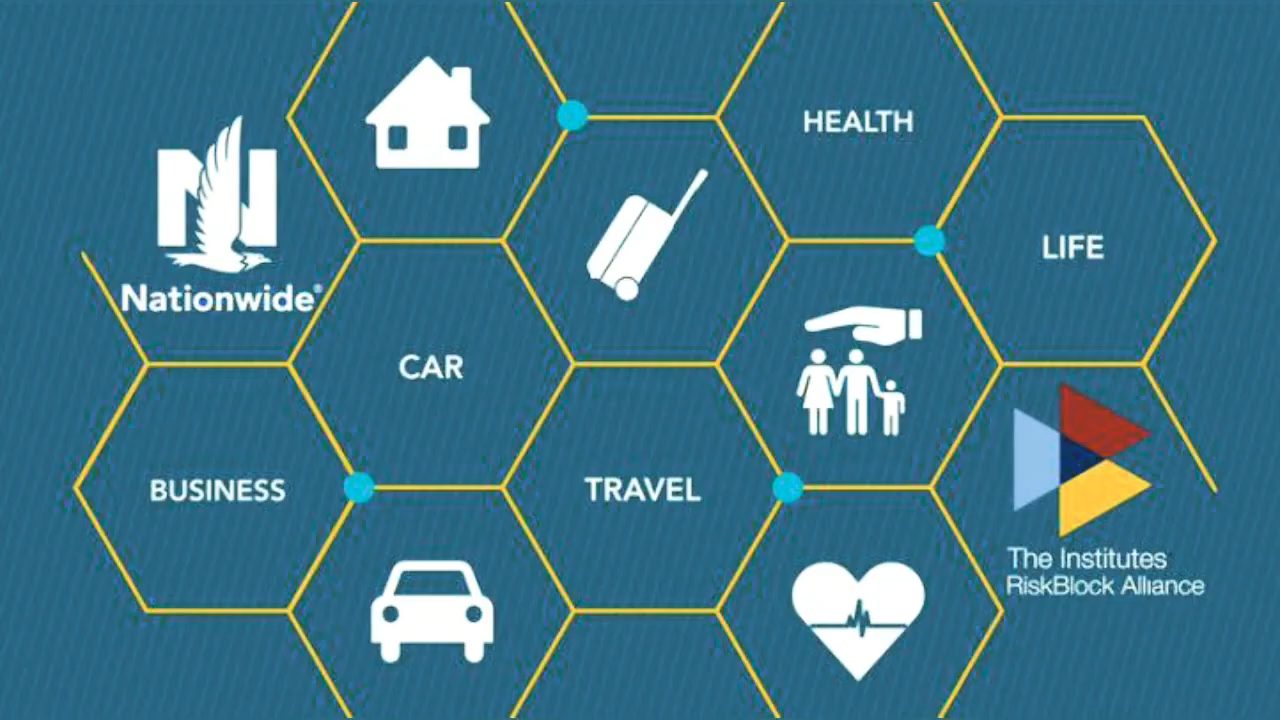 HEALTH
LIFE
Nationwide®
CAR
BUSINESS
TRAVEL
The Institutes
RiskBlock Alliance